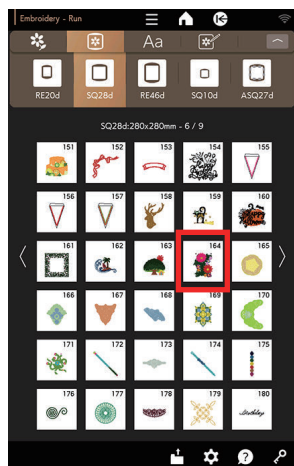 Embroidery - Run
Aa
RE20d SQ28d RE46d SQ10d ASQ27d
SQ28d:280x280mm - 6 / 9
151 152 153 154 155
156 157 158 159 160
161 162 163 164 165
166 167 168 169 170
171 172 173 174 175
176 177 178 179 180
Birthday
?